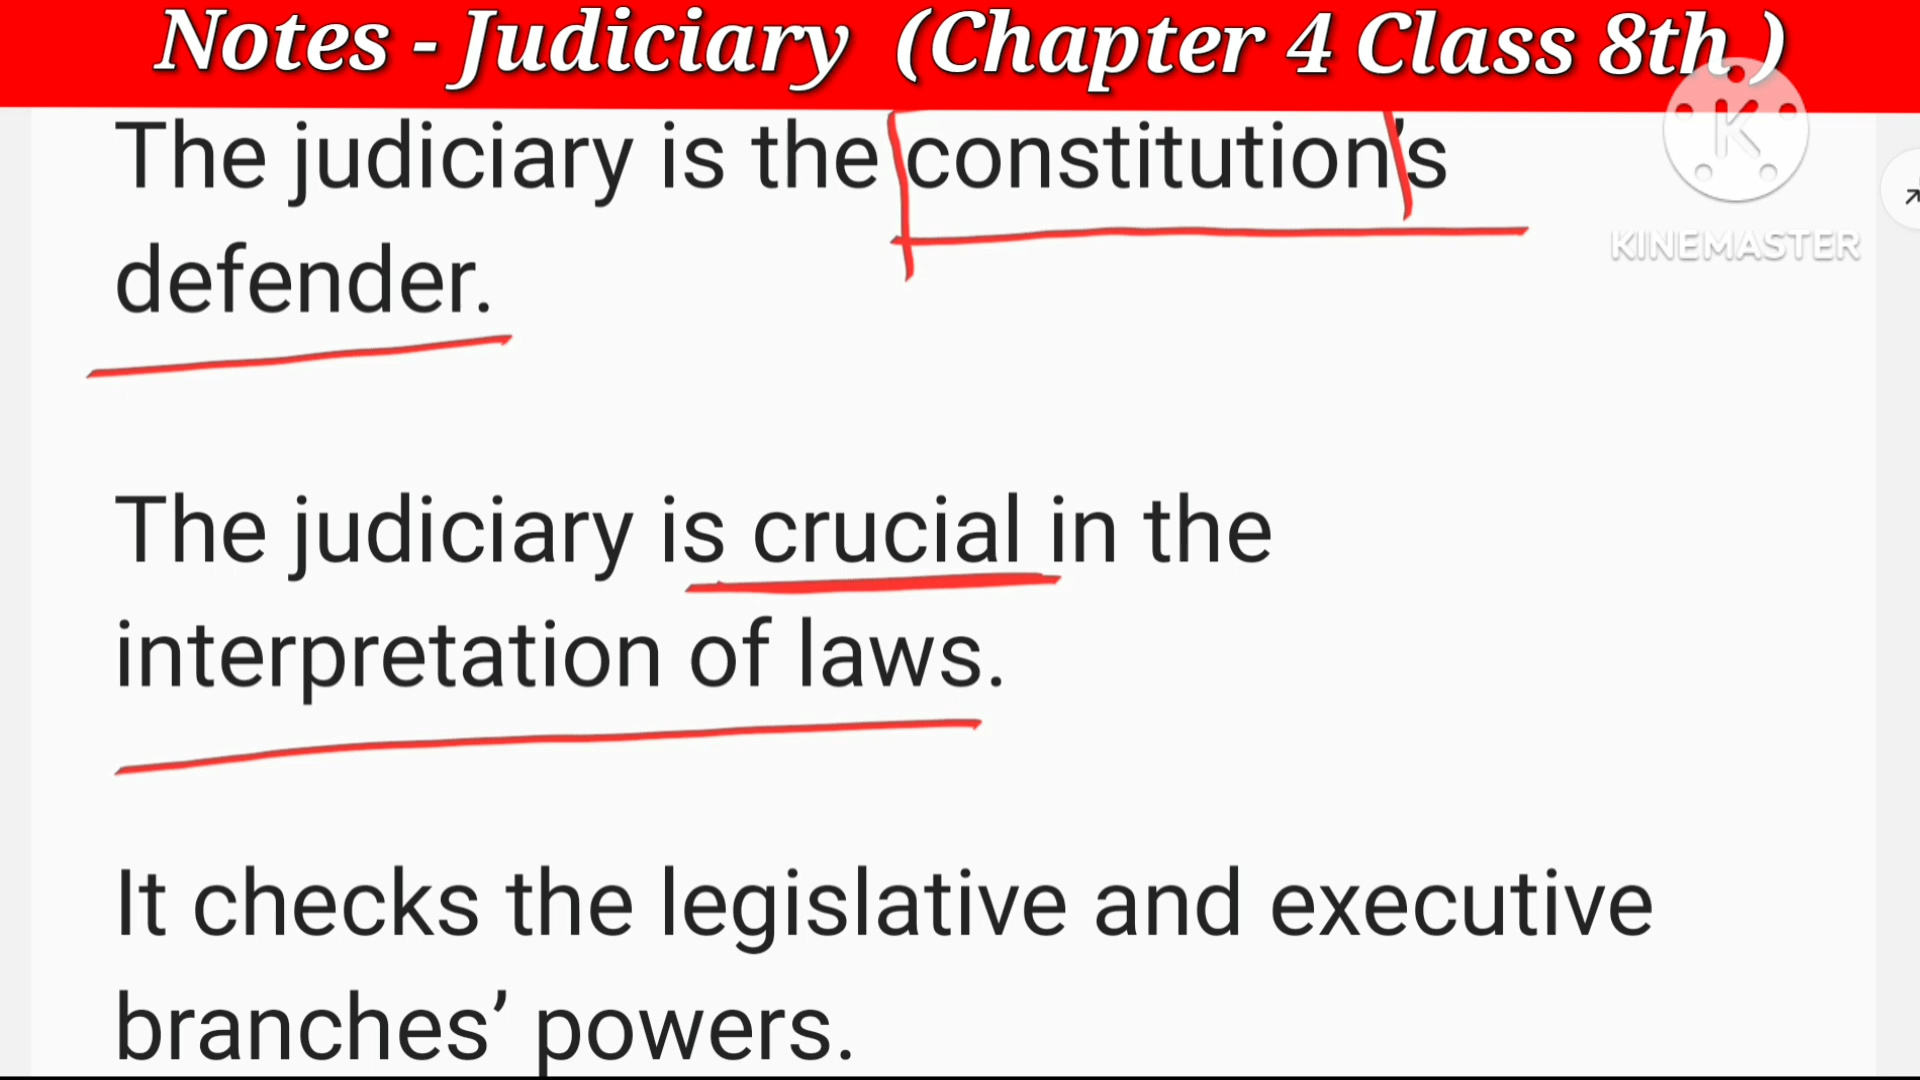 Notes - Judiciary (Chapter 4 Class 8th )
The judiciary is the constitution’s
defender.
The judiciary is crucial in the
interpretation of laws.
It checks the legislative and executive
branches’ powers.
K
KINEMASTER